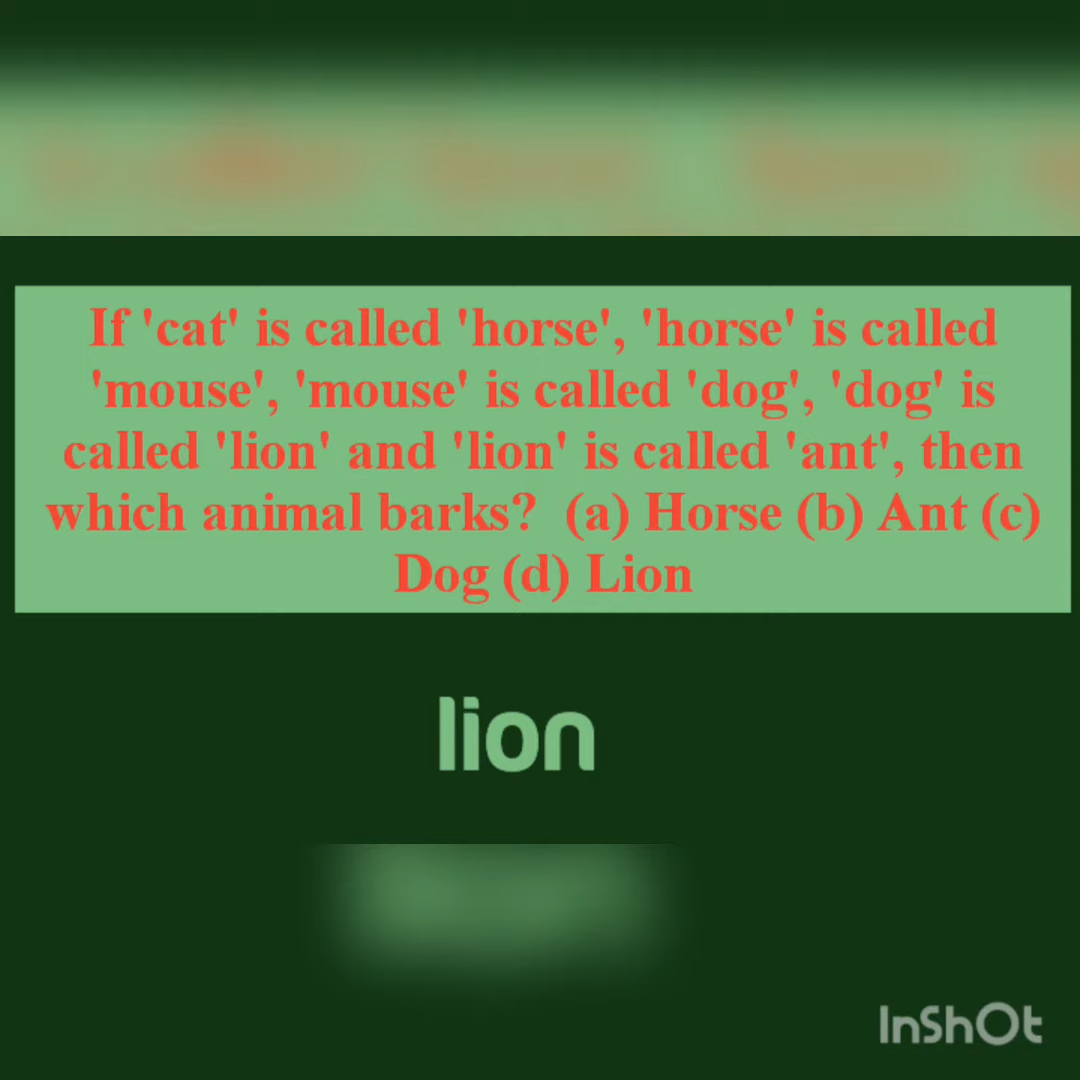 If 'cat' is called 'horse', 'horse' is called
'mouse', 'mouse' is called 'dog', 'dog' is
called 'lion' and 'lion' is called 'ant', then
which animal barks?  (a) Horse (b) Ant (c)
Dog (d) Lion
lion
InShOt